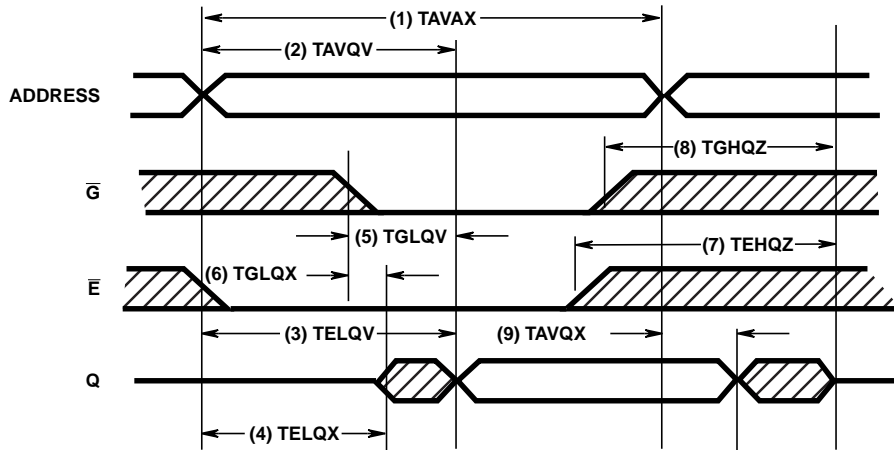 (1) TAVAX
(2) TAVQV
ADDRESS
(8) TGHQZ
G̅
(5) TGLQV
(7) TEHQZ
(6) TGLQX
E̅
(3) TELQV (9) TAVQX
Q
(4) TELQX